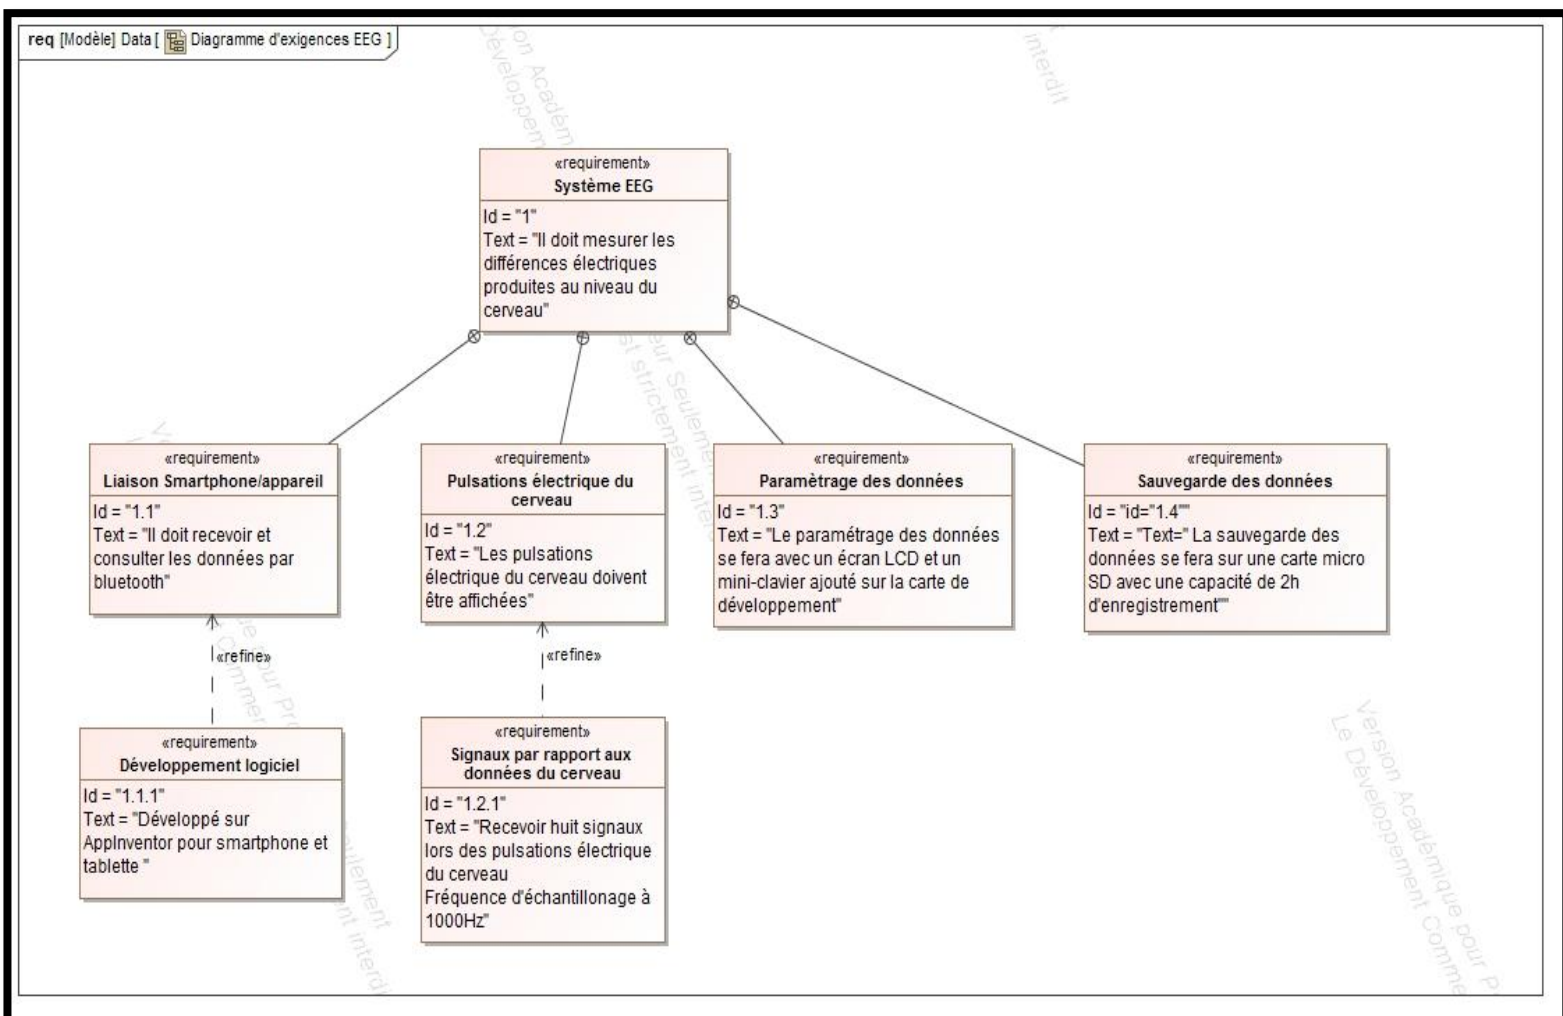 req [Modèle] Data [ Diagramme d'exigences EEG ]
«requirement»
Système EEG
Id = "1"
Text = "Il doit mesurer les
différences électriques
produites au niveau du
cerveau"
«requirement»
Liaison Smartphone/appareil
Id = "1.1"
Text = "Il doit recevoir et
consulter les données par
bluetooth"
«requirement»
Pulsations électrique du
cerveau
Id = "1.2"
Text = "Les pulsations
électrique du cerveau doivent
être affichées"
«requirement»
Paramètrage des données
Id = "1.3"
Text = "Le paramétrage des données
se fera avec un écran LCD et un
mini-clavier ajouté sur la carte de
développement"
«requirement»
Sauvegarde des données
Id = "id="1.4""
Text = "Text=" La sauvegarde des
données se fera sur une carte micro
SD avec une capacité de 2h
d'enregistrement""
«refine»
«refine»
«requirement»
Développement logiciel
Id = "1.1.1"
Text = "Développé sur
AppInventor pour smartphone et
tablette "
«requirement»
Signaux par rapport aux
données du cerveau
Id = "1.2.1"
Text = "Recevoir huit signaux
lors des pulsations électrique
du cerveau
Fréquence d'échantillonage à
1000Hz"
Version Académique pour P
Le Développement Comme
interdit